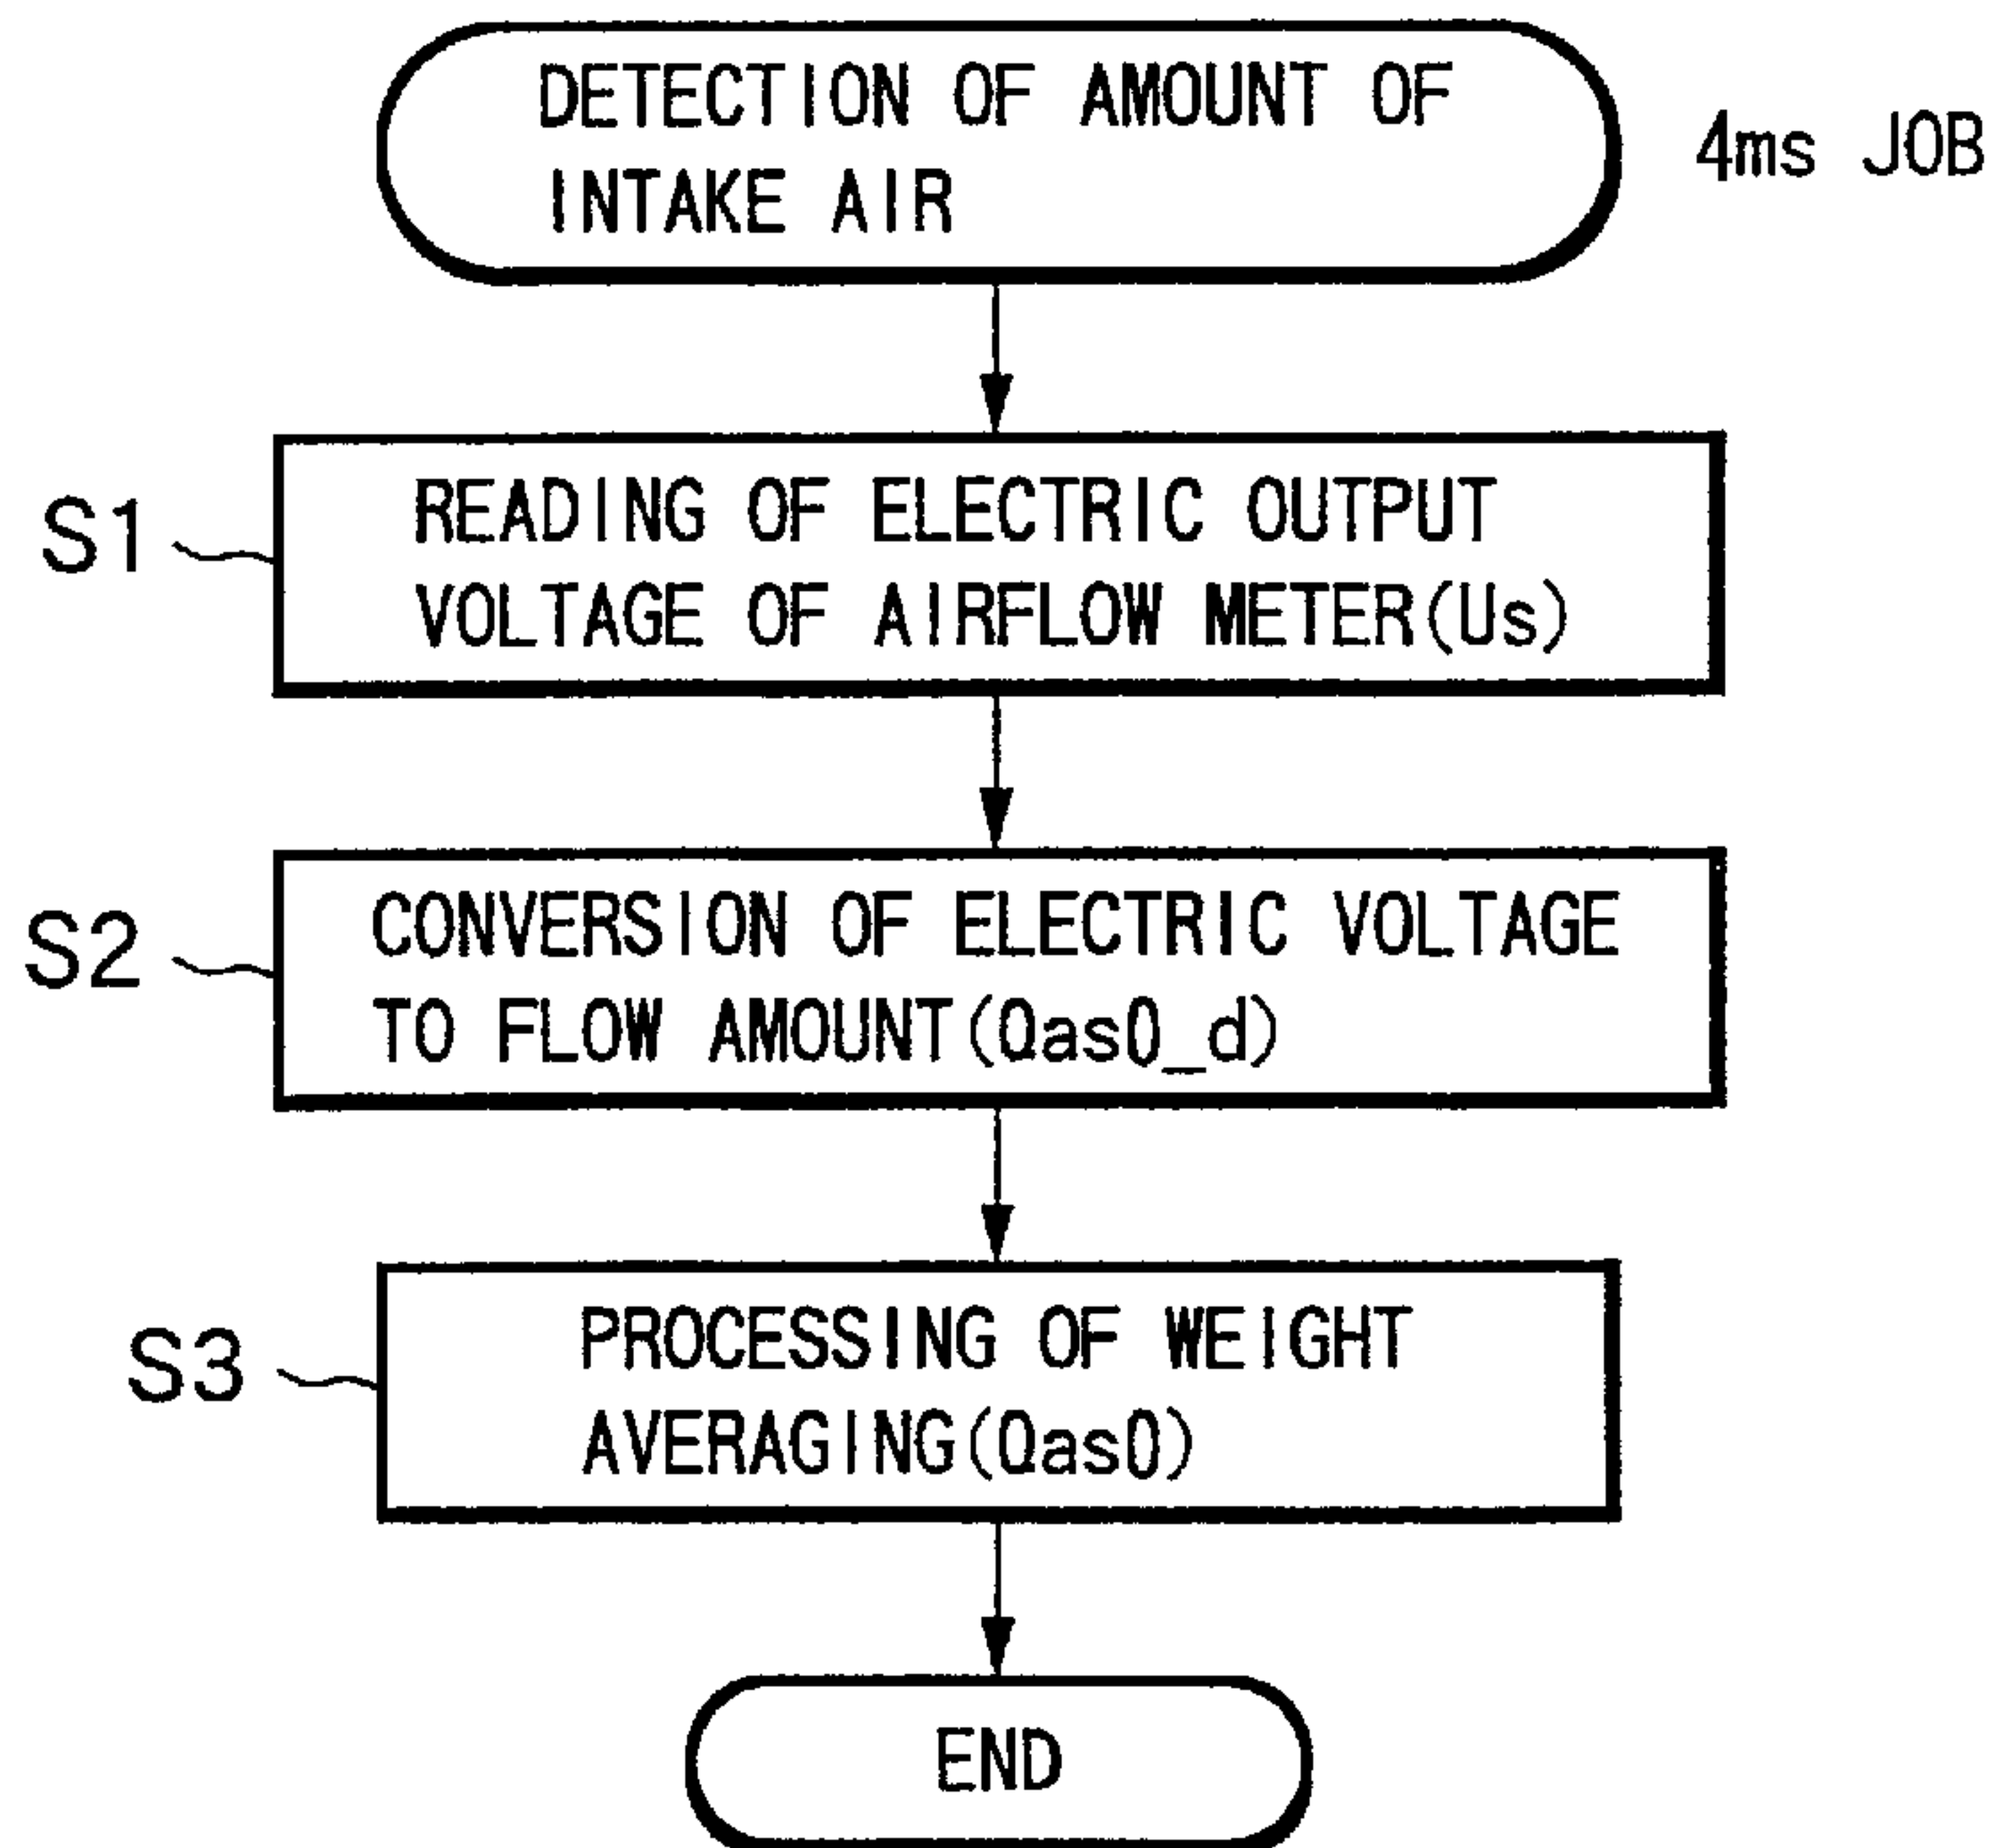 DETECTION OF AMOUNT OF
INTAKE AIR
4ms JOB
S1
READING OF ELECTRIC OUTPUT
VOLTAGE OF AIRFLOW METER(Us)
S2
CONVERSION OF ELECTRIC VOLTAGE
TO FLOW AMOUNT(Qas0_d)
S3
PROCESSING OF WEIGHT
AVERAGING(Qas0)
END